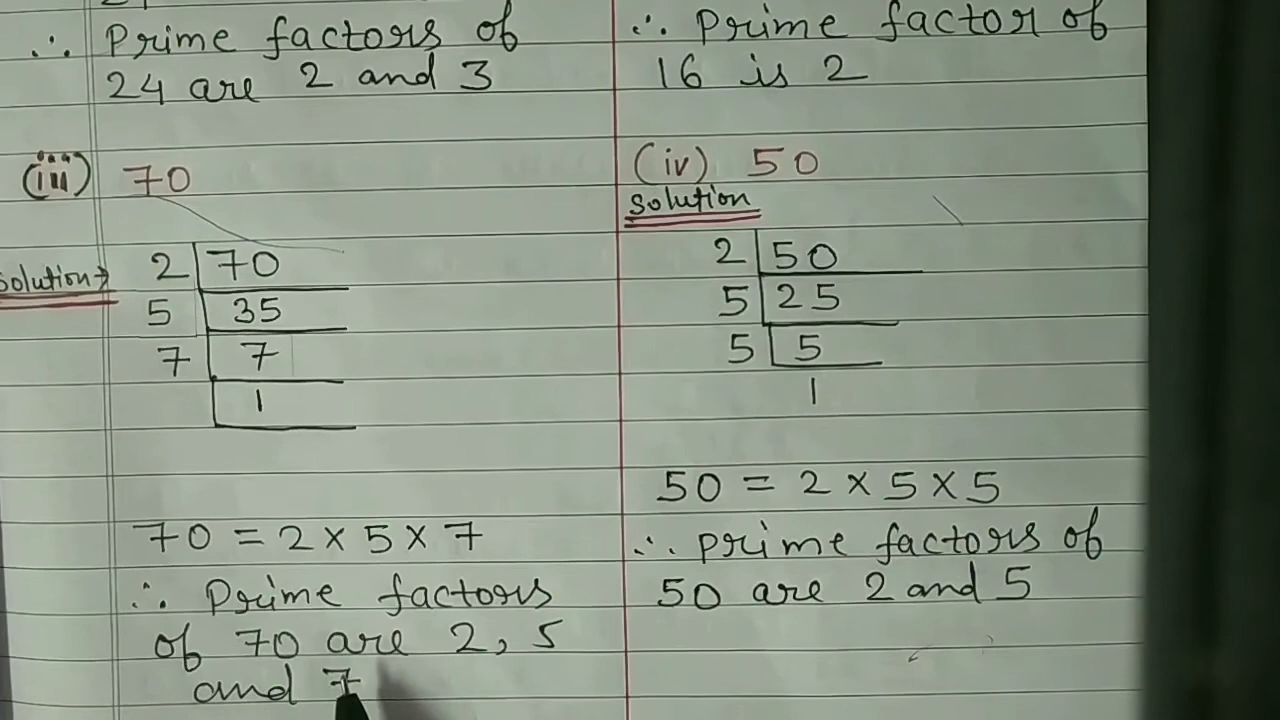 ∴ Prime factors of
24 are 2 and 3
(iii) 70
Solution→
2 | 70
5 | 35
7 | 7
1
70 = 2 × 5 × 7
∴ Prime factors
of 70 are 2, 5
and 7
∴ Prime factor of
16 is 2
(iv) 50
Solution
2 | 50
5 | 25
5 | 5
1
50 = 2 × 5 × 5
∴ prime factors of
50 are 2 and 5